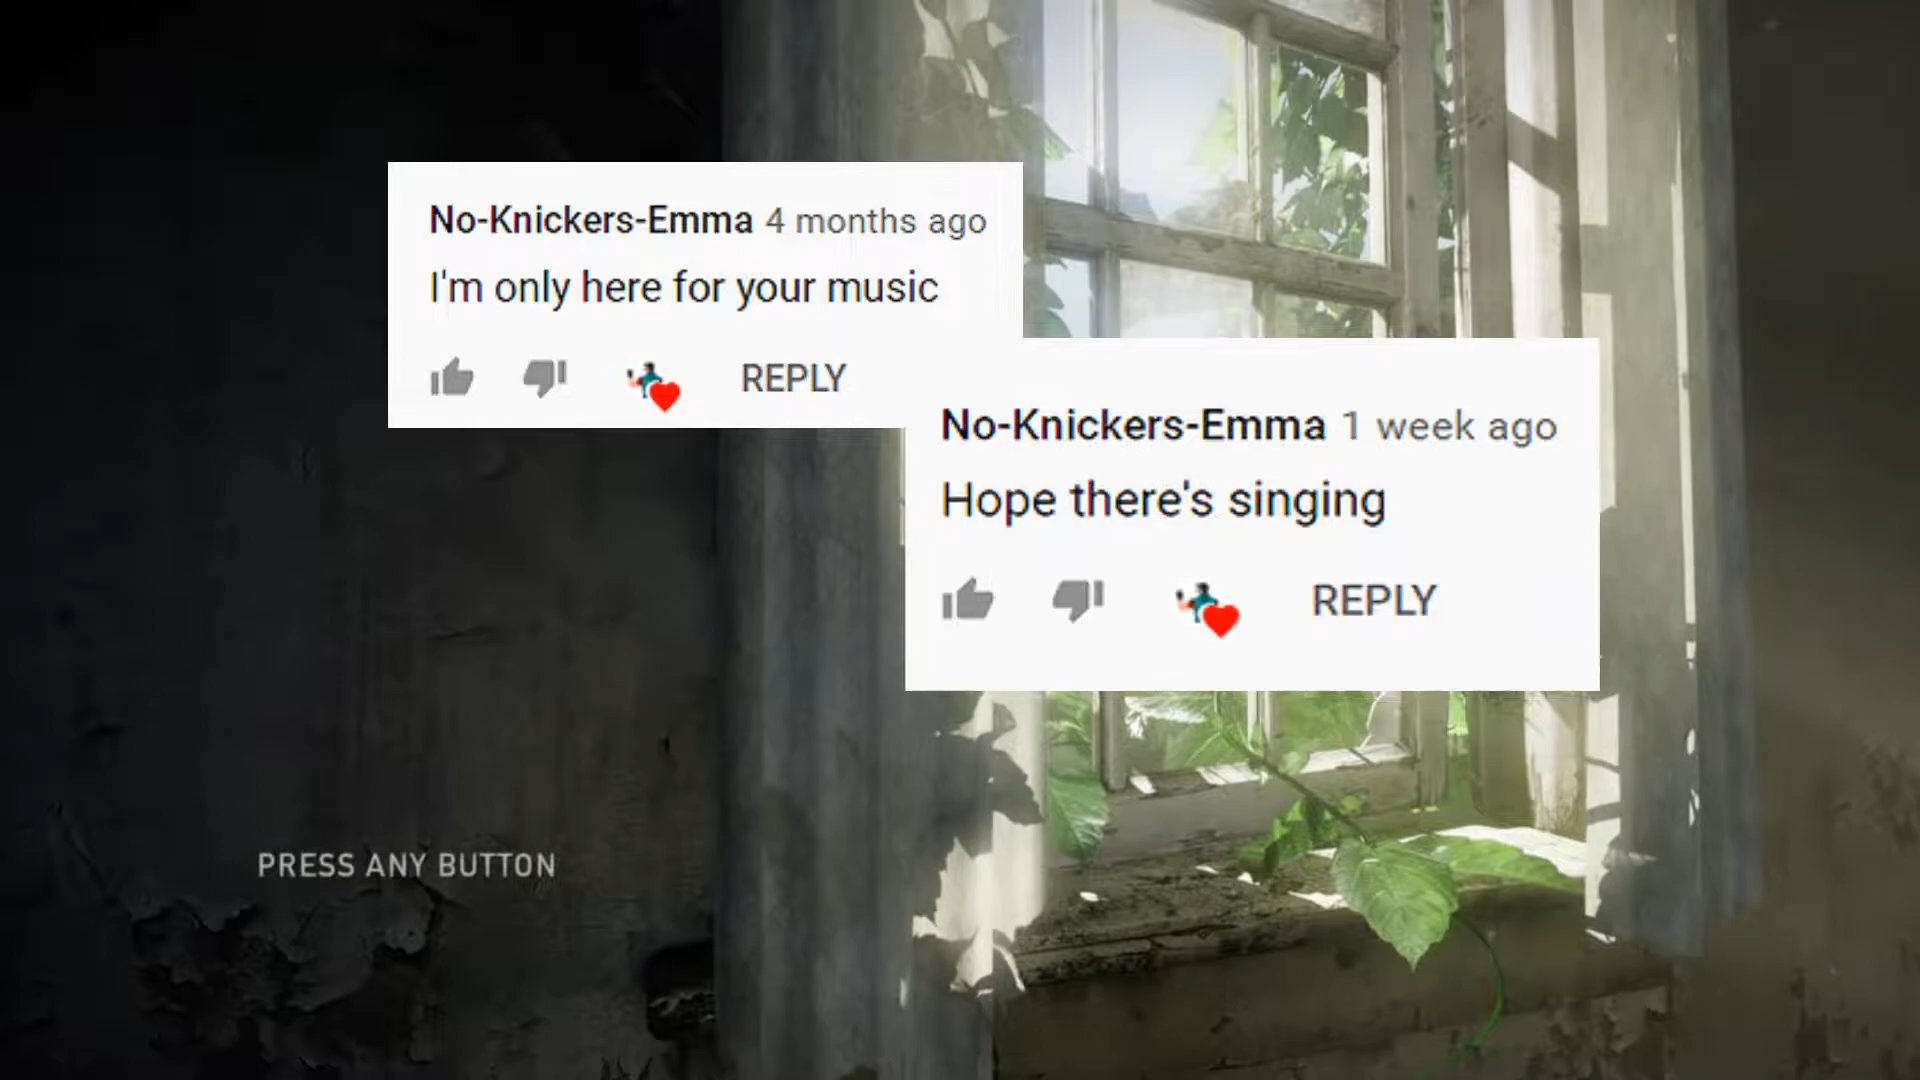 No-Knickers-Emma 4 months ago
I'm only here for your music
REPLY
No-Knickers-Emma 1 week ago
Hope there's singing
REPLY
PRESS ANY BUTTON